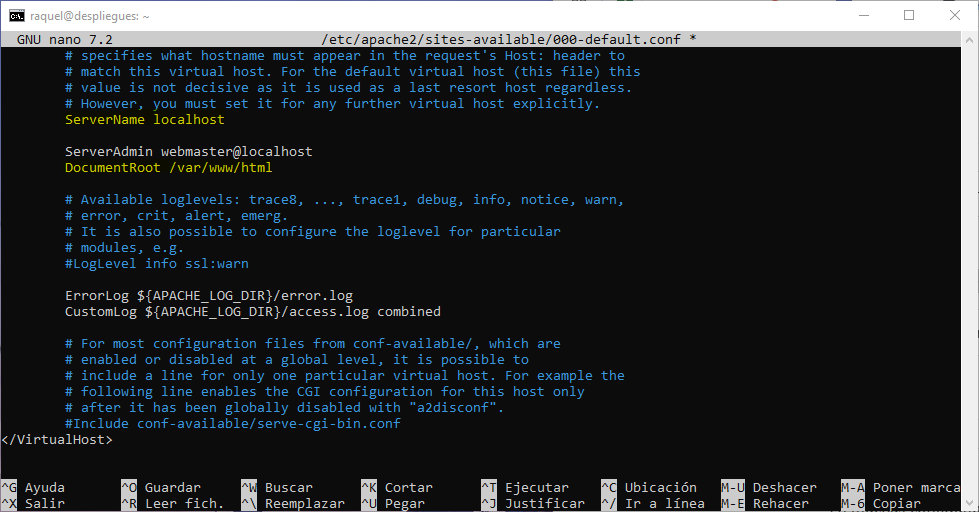 raquel@despliegues: ~
GNU nano 7.2 /etc/apache2/sites-available/000-default.conf *
# specifies what hostname must appear in the request's Host: header to
# match this virtual host. For the default virtual host (this file) this
# value is not decisive as it is used as a last resort host regardless.
# However, you must set it for any further virtual host explicitly.
ServerName localhost
ServerAdmin webmaster@localhost
DocumentRoot /var/www/html
# Available loglevels: trace8, ..., trace1, debug, info, notice, warn,
# error, crit, alert, emerg.
# It is also possible to configure the loglevel for particular
# modules, e.g.
#LogLevel info ssl:warn
ErrorLog ${APACHE_LOG_DIR}/error.log
CustomLog ${APACHE_LOG_DIR}/access.log combined
# For most configuration files from conf-available/, which are
# enabled or disabled at a global level, it is possible to
# include a line for only one particular virtual host. For example the
# following line enables the CGI configuration for this host only
# after it has been globally disabled with "a2disconf".
#Include conf-available/serve-cgi-bin.conf
</VirtualHost>
^G Ayuda ^O Guardar ^W Buscar ^K Cortar ^T Ejecutar ^C Ubicación M-U Deshacer M-A Poner marca
^X Salir ^R Leer fich. ^\ Reemplazar ^U Pegar ^J Justificar ^/ Ir a línea M-E Rehacer M-6 Copiar